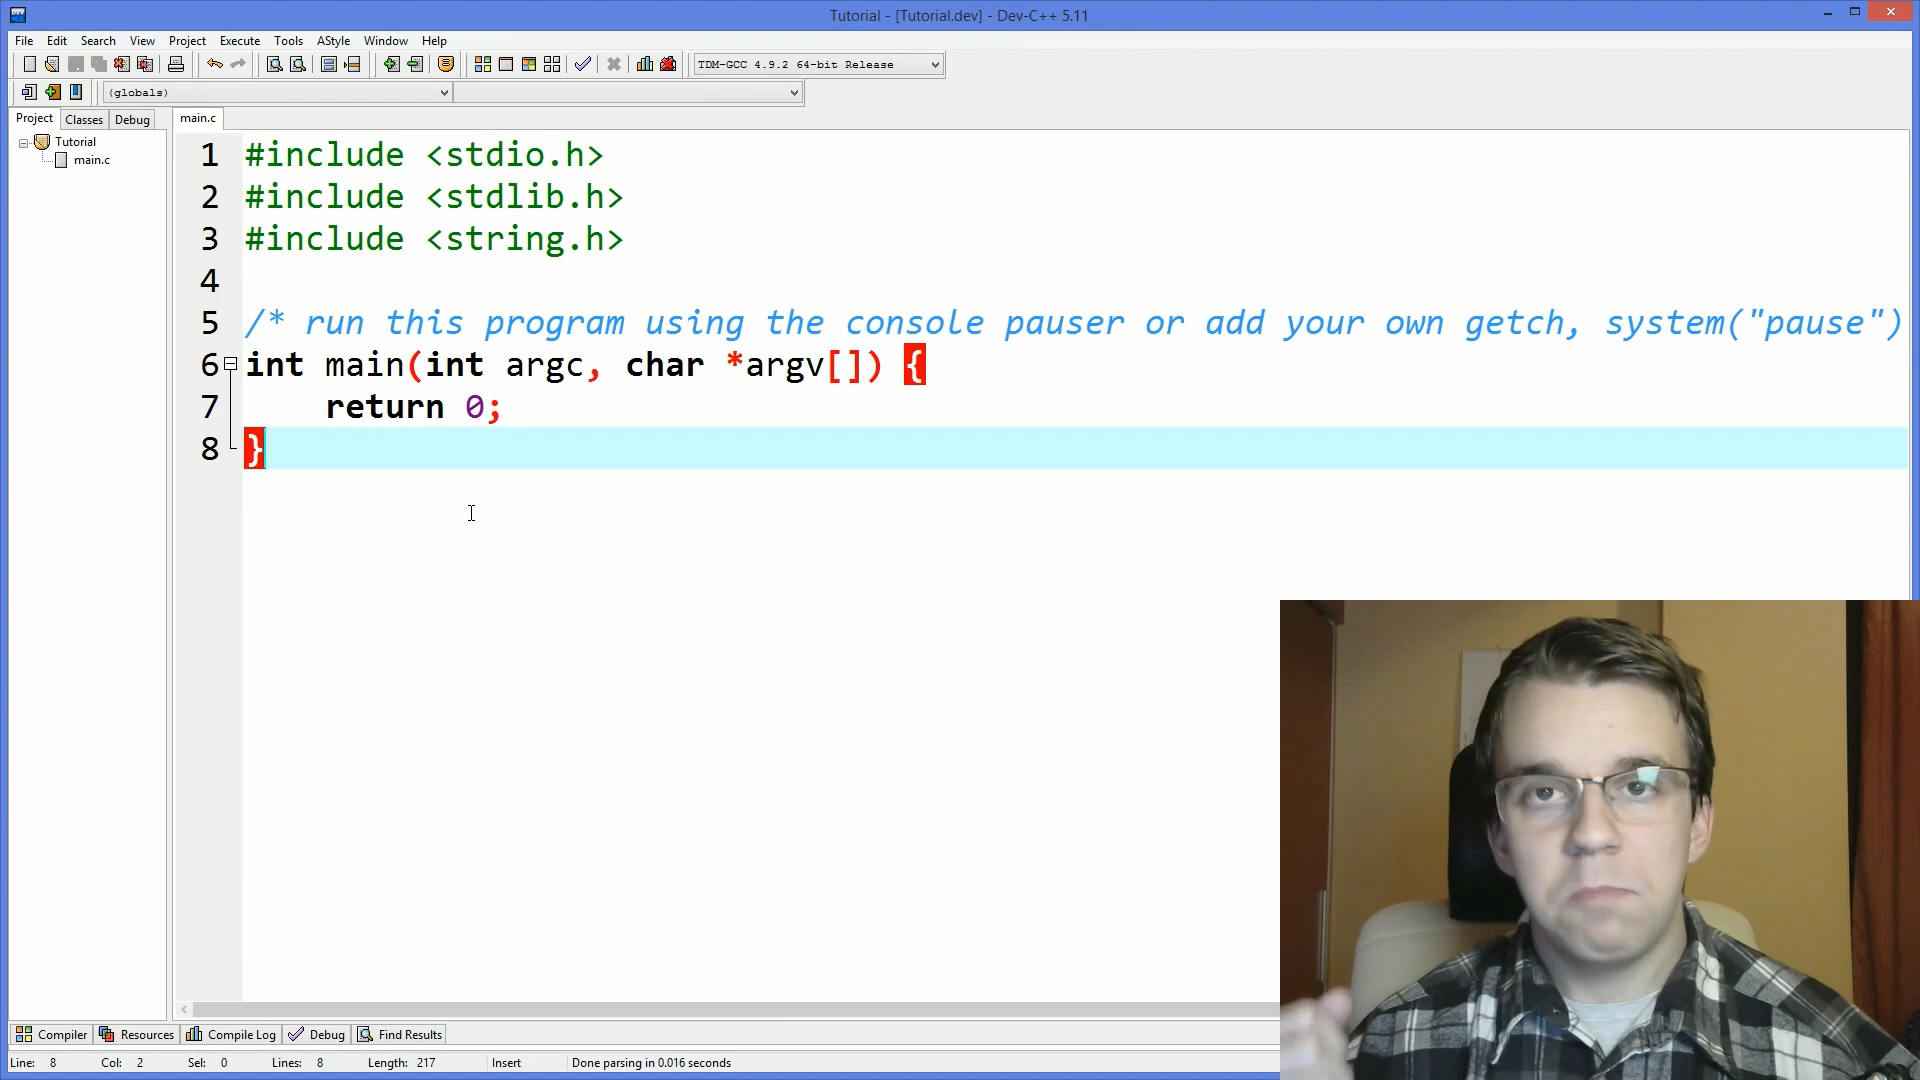 Tutorial - [Tutorial.dev] - Dev-C++ 5.11
File Edit Search View Project Execute Tools AStyle Window Help
TDM-GCC 4.9.2 64-bit Release
(globals)
Project Classes Debug
main.c
Tutorial
main.c
1 #include <stdio.h>
2 #include <stdlib.h>
3 #include <string.h>
4
5 /* run this program using the console pauser or add your own getch, system("pause")
6 int main(int argc, char *argv[]) {
7 return 0;
8 }
Compiler Resources Compile Log Debug Find Results
Line: 8 Col: 2 Sel: 0 Lines: 8 Length: 217 Insert Done parsing in 0.016 seconds